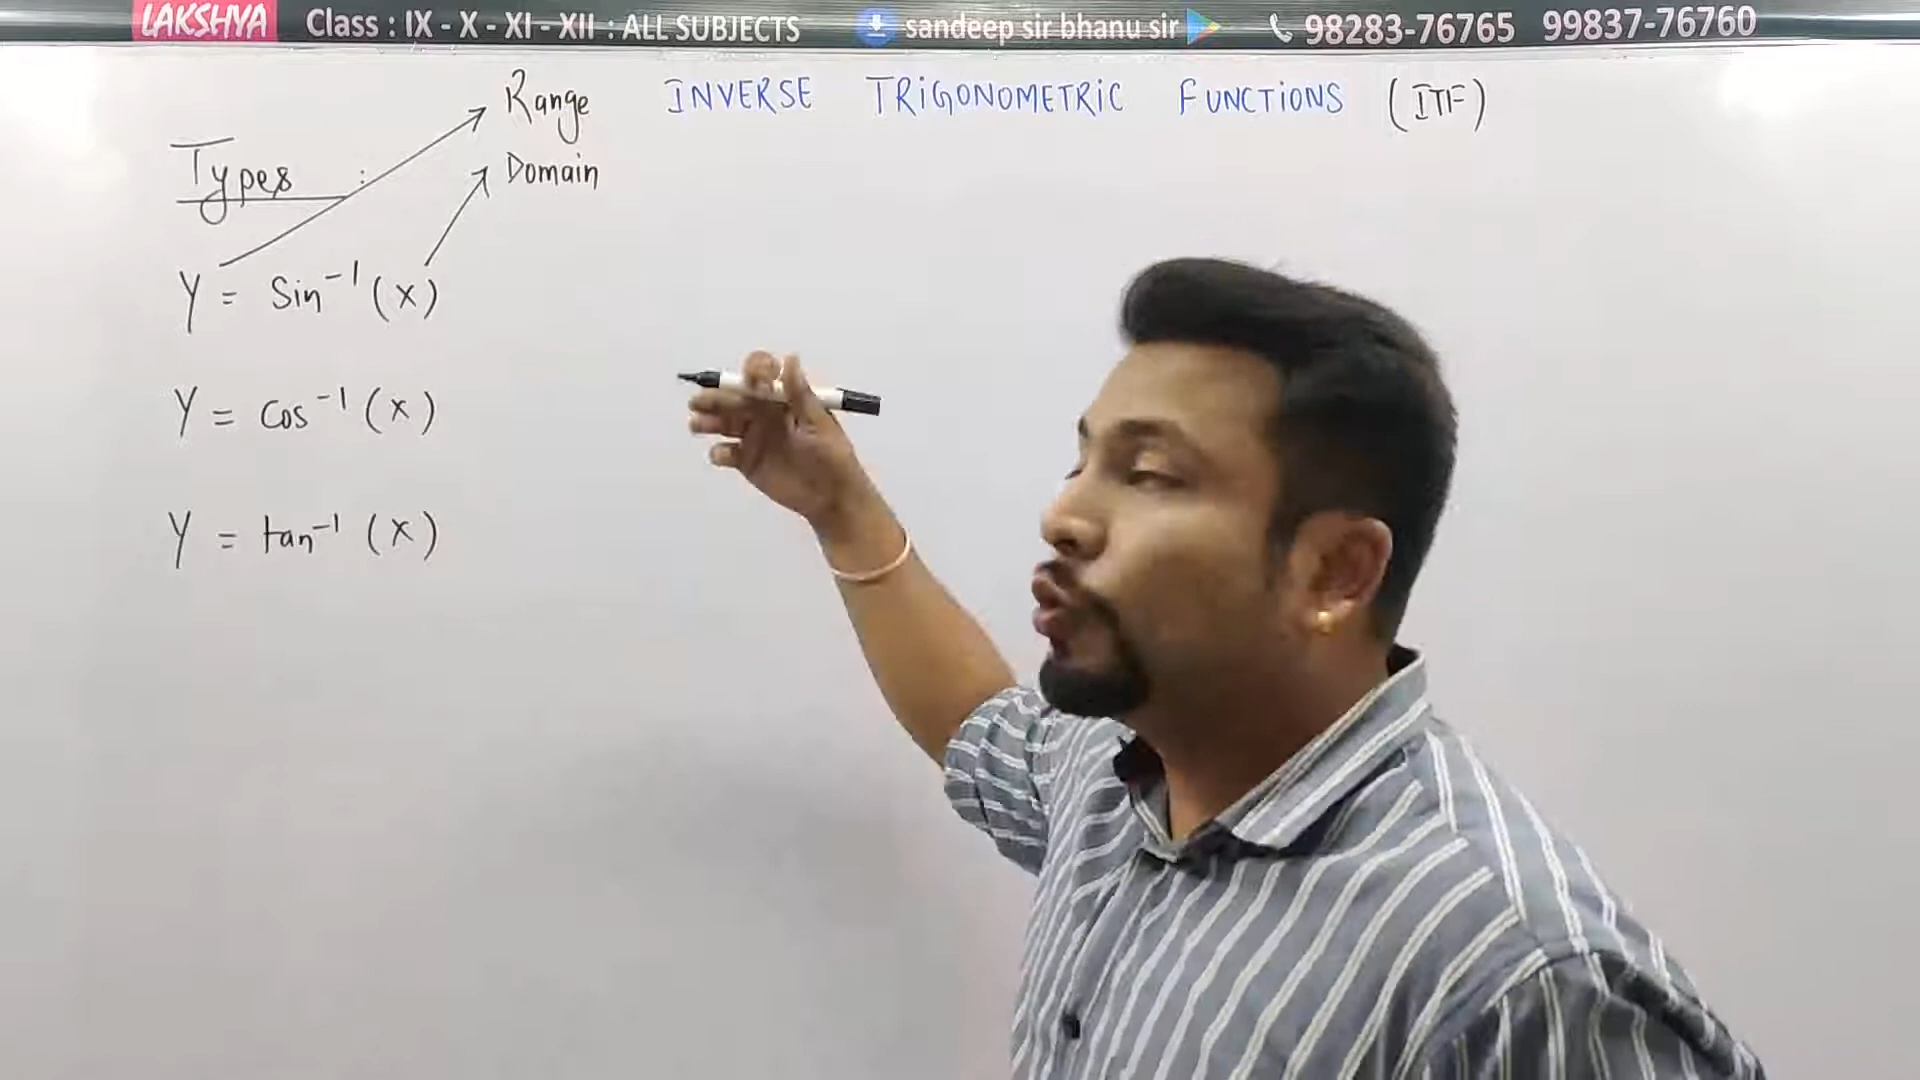 LAKSHYA Class : IX - X - XI - XII : ALL SUBJECTS sandeep sir bhanu sir 98283-76765 99837-76760
Range INVERSE TRIGONOMETRIC FUNCTIONS (ITF)
Types :
Domain
Y = Sin⁻¹ (x)
Y = Cos⁻¹ (x)
Y = tan⁻¹ (x)